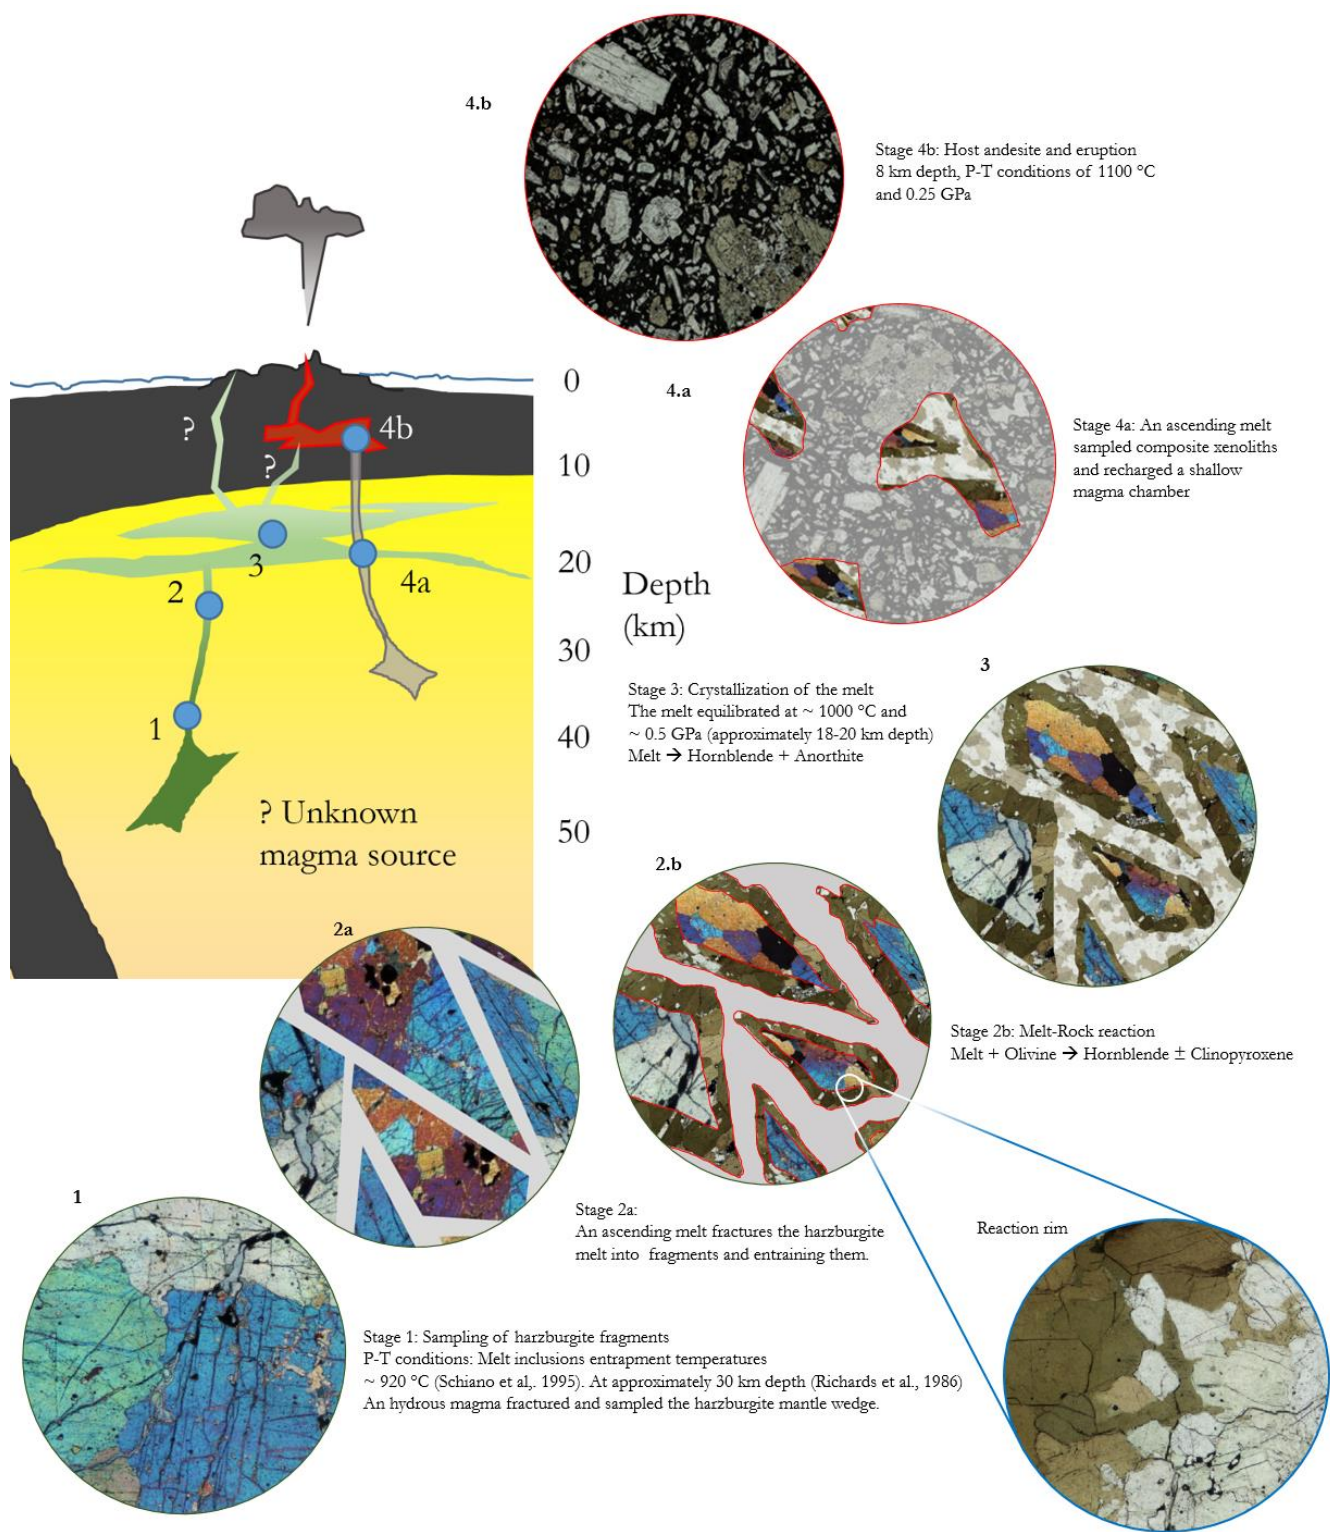 4.b
Stage 4b: Host andesite and eruption
8 km depth, P-T conditions of 1100 °C
and 0.25 GPa
4.a
Stage 4a: An ascending melt
sampled composite xenoliths
and recharged a shallow
magma chamber
0
10
20
30
40
50
Depth
(km)
?
?
4b
3
2
4a
1
? Unknown
magma source
3
Stage 3: Crystallization of the melt
The melt equilibrated at ~ 1000 °C and
~ 0.5 GPa (approximately 18-20 km depth)
Melt → Hornblende + Anorthite
2.b
Stage 2b: Melt-Rock reaction
Melt + Olivine → Hornblende ± Clinopyroxene
2a
Stage 2a:
An ascending melt fractures the harzburgite
melt into fragments and entraining them.
Reaction rim
1
Stage 1: Sampling of harzburgite fragments
P-T conditions: Melt inclusions entrapment temperatures
~ 920 °C (Schiano et al,. 1995). At approximately 30 km depth (Richards et al., 1986)
An hydrous magma fractured and sampled the harzburgite mantle wedge.